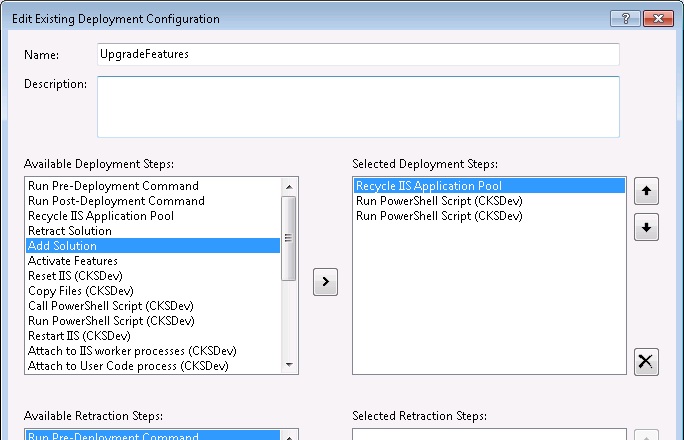 Edit Existing Deployment Configuration
Name:
UpgradeFeatures
Description:
Available Deployment Steps:
Run Pre-Deployment Command
Run Post-Deployment Command
Recycle IIS Application Pool
Retract Solution
Add Solution
Activate Features
Reset IIS (CKSDev)
Copy Files (CKSDev)
Call PowerShell Script (CKSDev)
Run PowerShell Script (CKSDev)
Restart IIS (CKSDev)
Attach to IIS worker processes (CKSDev)
Attach to User Code process (CKSDev)
Selected Deployment Steps:
Recycle IIS Application Pool
Run PowerShell Script (CKSDev)
Run PowerShell Script (CKSDev)
Available Retraction Steps:
Run Pre-Deployment Command
Selected Retraction Steps: